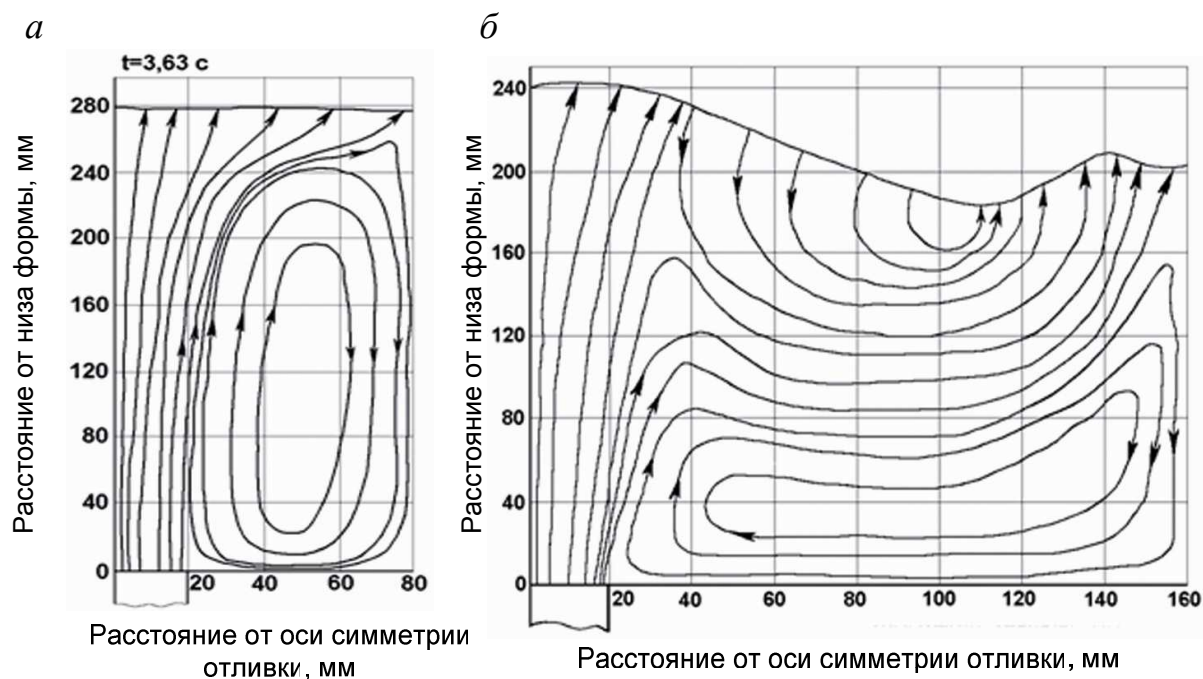 а
t=3,63 с
280
240
200
160
120
80
40
0
20 40 60 80
Расстояние от низа формы, мм
Расстояние от оси симметрии
отливки, мм
б
240
200
160
120
80
40
0
20 40 60 80 100 120 140 160
Расстояние от низа формы, мм
Расстояние от оси симметрии отливки, мм